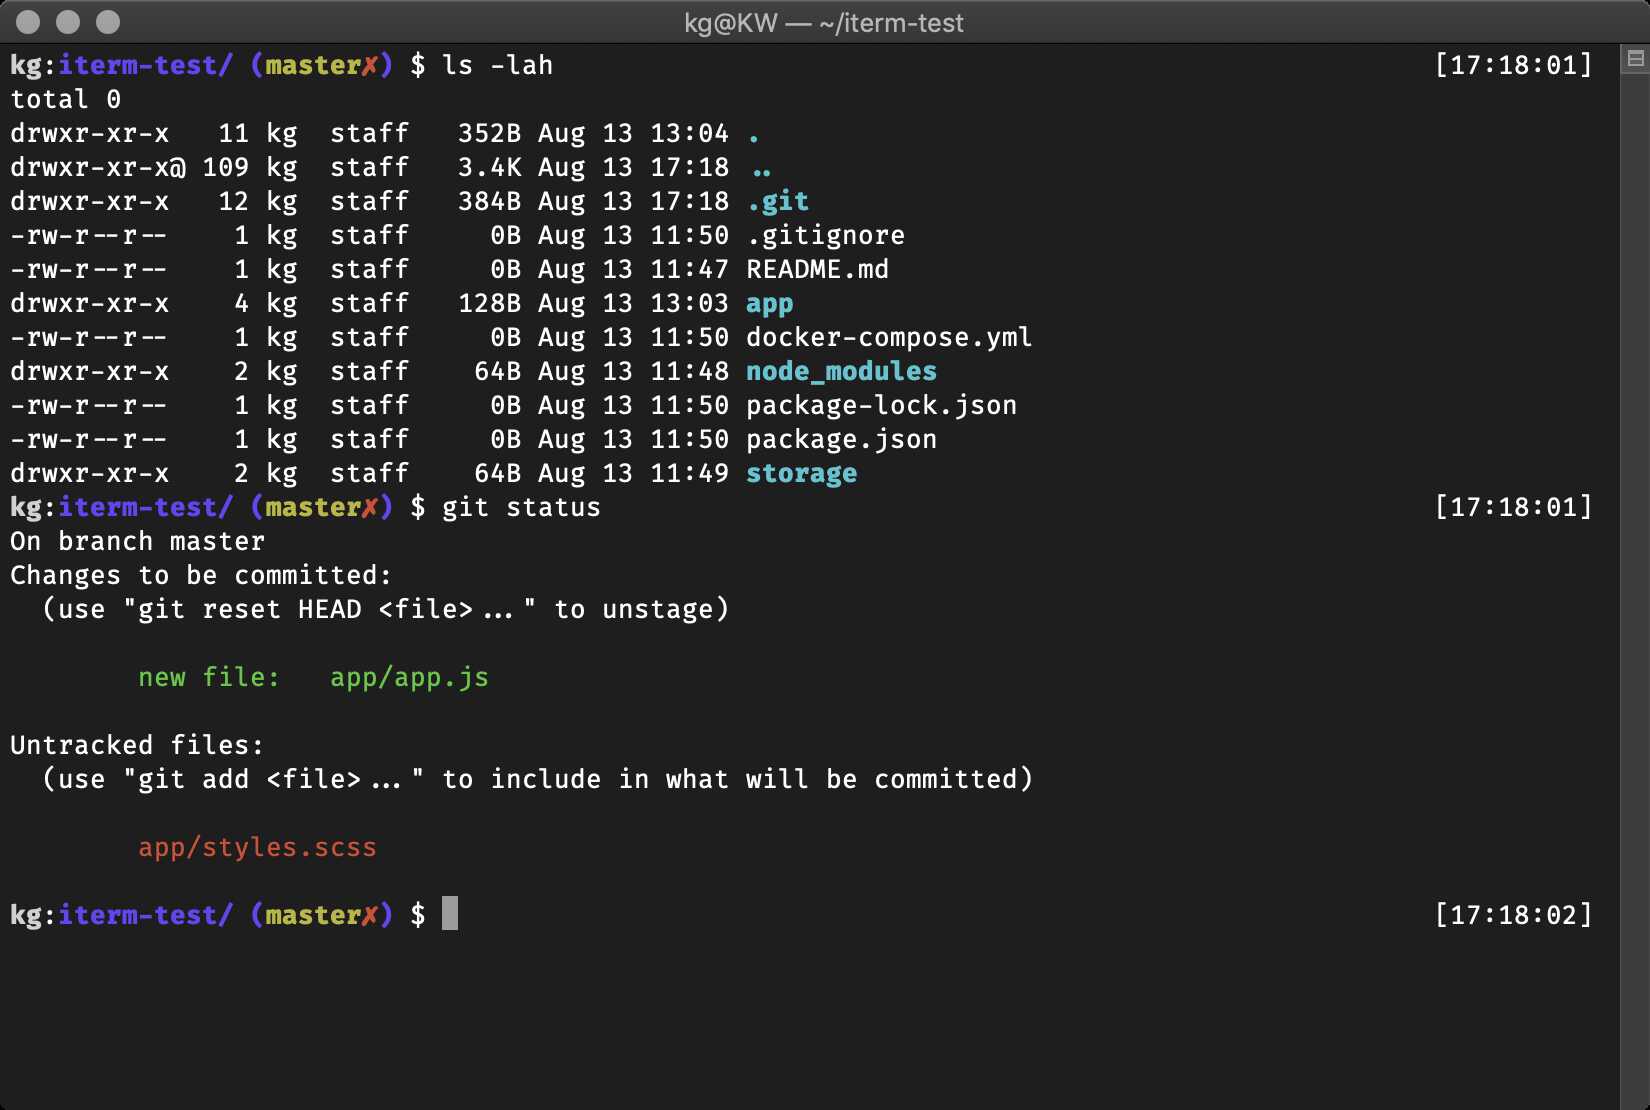 kg@KW — ~/iterm-test
kg:iterm-test/ (master✗) $ ls -lah [17:18:01]
total 0
drwxr-xr-x   11 kg  staff   352B Aug 13 13:04 .
drwxr-xr-x@ 109 kg  staff   3.4K Aug 13 17:18 ..
drwxr-xr-x   12 kg  staff   384B Aug 13 17:18 .git
-rw-r--r--    1 kg  staff     0B Aug 13 11:50 .gitignore
-rw-r--r--    1 kg  staff     0B Aug 13 11:47 README.md
drwxr-xr-x    4 kg  staff   128B Aug 13 13:03 app
-rw-r--r--    1 kg  staff     0B Aug 13 11:50 docker-compose.yml
drwxr-xr-x    2 kg  staff    64B Aug 13 11:48 node_modules
-rw-r--r--    1 kg  staff     0B Aug 13 11:50 package-lock.json
-rw-r--r--    1 kg  staff     0B Aug 13 11:50 package.json
drwxr-xr-x    2 kg  staff    64B Aug 13 11:49 storage
kg:iterm-test/ (master✗) $ git status [17:18:01]
On branch master
Changes to be committed:
  (use "git reset HEAD <file>..." to unstage)
        new file:   app/app.js
Untracked files:
  (use "git add <file>..." to include in what will be committed)
        app/styles.scss
kg:iterm-test/ (master✗) $ [17:18:02]